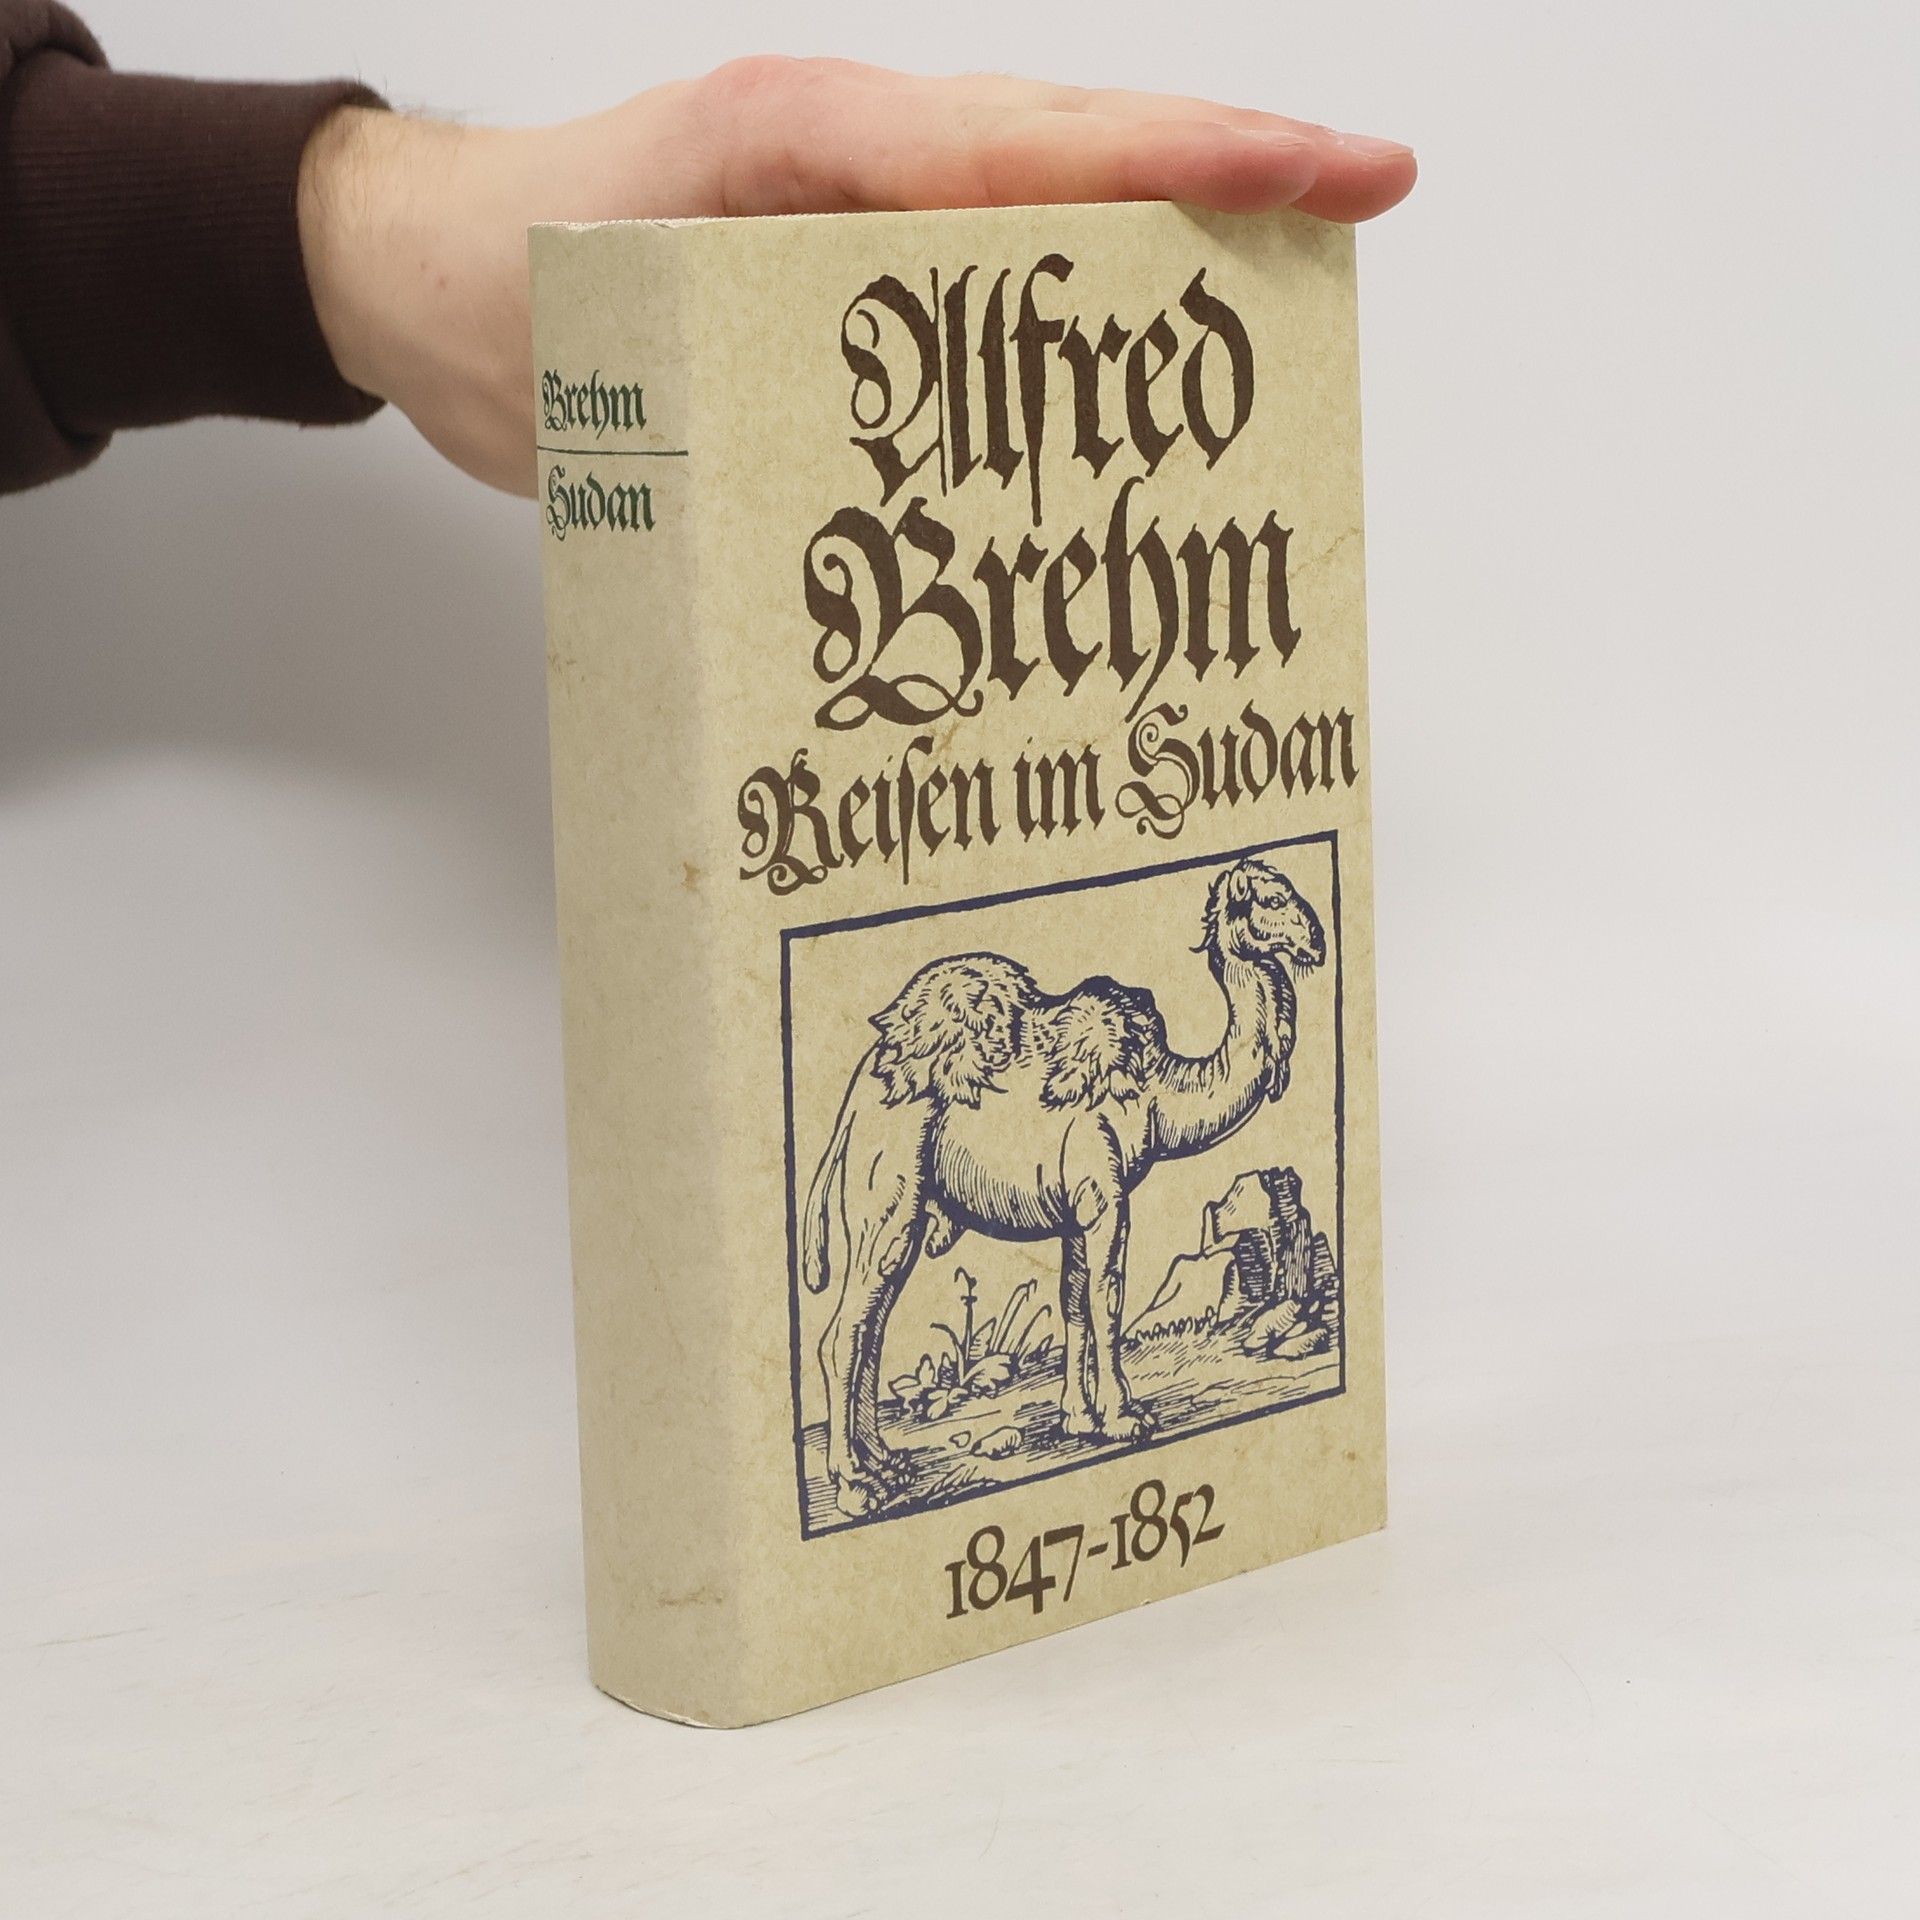 Brehm
Sudan
Alfred
Brehm
Reisen im Sudan
1847-1852